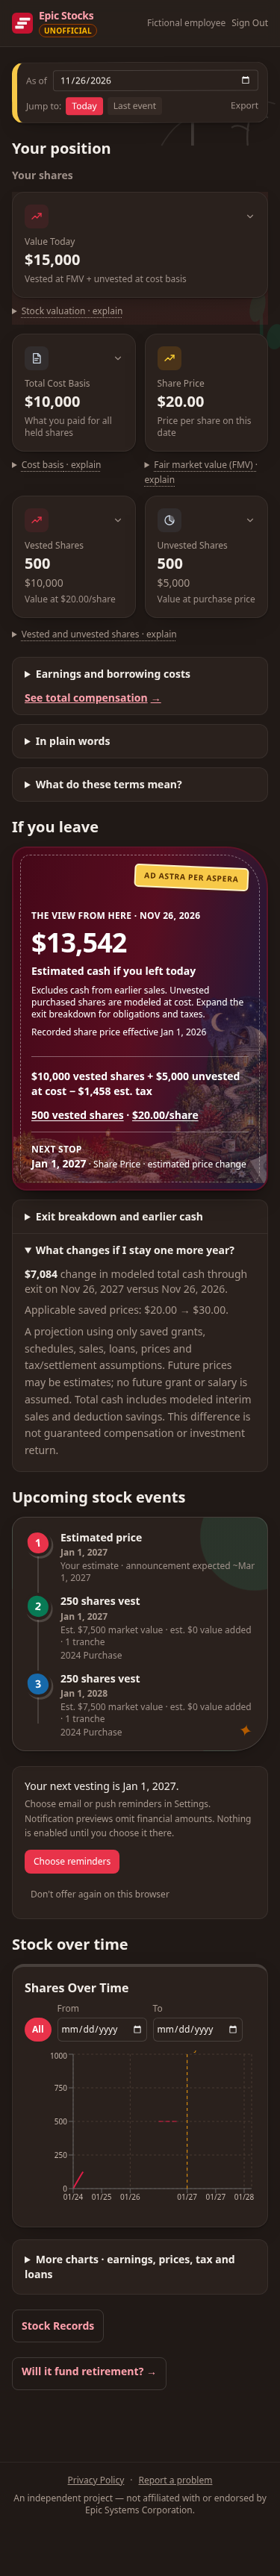 Epic Stocks
UNOFFICIAL
Fictional employee Sign Out
As of 11/26/2026
Jump to: Today Last event Export
Your position
Your shares
Value Today
$15,000
Vested at FMV + unvested at cost basis
Stock valuation · explain
Total Cost Basis
$10,000
What you paid for all
held shares
Share Price
$20.00
Price per share on this
date
Cost basis · explain
Fair market value (FMV) ·
explain
Vested Shares
500
$10,000
Value at $20.00/share
Unvested Shares
500
$5,000
Value at purchase price
Vested and unvested shares · explain
Earnings and borrowing costs
See total compensation →
In plain words
What do these terms mean?
If you leave
AD ASTRA PER ASPERA
THE VIEW FROM HERE · NOV 26, 2026
$13,542
Estimated cash if you left today
Excludes cash from earlier sales. Unvested
purchased shares are modeled at cost. Expand the
exit breakdown for obligations and taxes.
Recorded share price effective Jan 1, 2026
$10,000 vested shares + $5,000 unvested
at cost − $1,458 est. tax
500 vested shares · $20.00/share
NEXT STOP
Jan 1, 2027 · Share Price · estimated price change
Exit breakdown and earlier cash
What changes if I stay one more year?
$7,084 change in modeled total cash through
exit on Nov 26, 2027 versus Nov 26, 2026.
Applicable saved prices: $20.00 → $30.00.
A projection using only saved grants,
schedules, sales, loans, prices and
tax/settlement assumptions. Future prices
may be estimates; no future grant or salary is
assumed. Total cash includes modeled interim
sales and deduction savings. This difference is
not guaranteed compensation or investment
return.
Upcoming stock events
1
Estimated price
Jan 1, 2027
Your estimate · announcement expected ~Mar
1, 2027
2
250 shares vest
Jan 1, 2027
Est. $7,500 market value · est. $0 value added
· 1 tranche
2024 Purchase
3
250 shares vest
Jan 1, 2028
Est. $7,500 market value · est. $0 value added
· 1 tranche
2024 Purchase
Your next vesting is Jan 1, 2027.
Choose email or push reminders in Settings.
Notification previews omit financial amounts. Nothing
is enabled until you choose it there.
Choose reminders
Don't offer again on this browser
Stock over time
Shares Over Time
From To
All mm/dd/yyyy mm/dd/yyyy
1000
750
500
250
0
01/24 01/25 01/26 01/27 01/27 01/28
More charts · earnings, prices, tax and
loans
Stock Records
Will it fund retirement? →
Privacy Policy · Report a problem
An independent project — not affiliated with or endorsed by
Epic Systems Corporation.